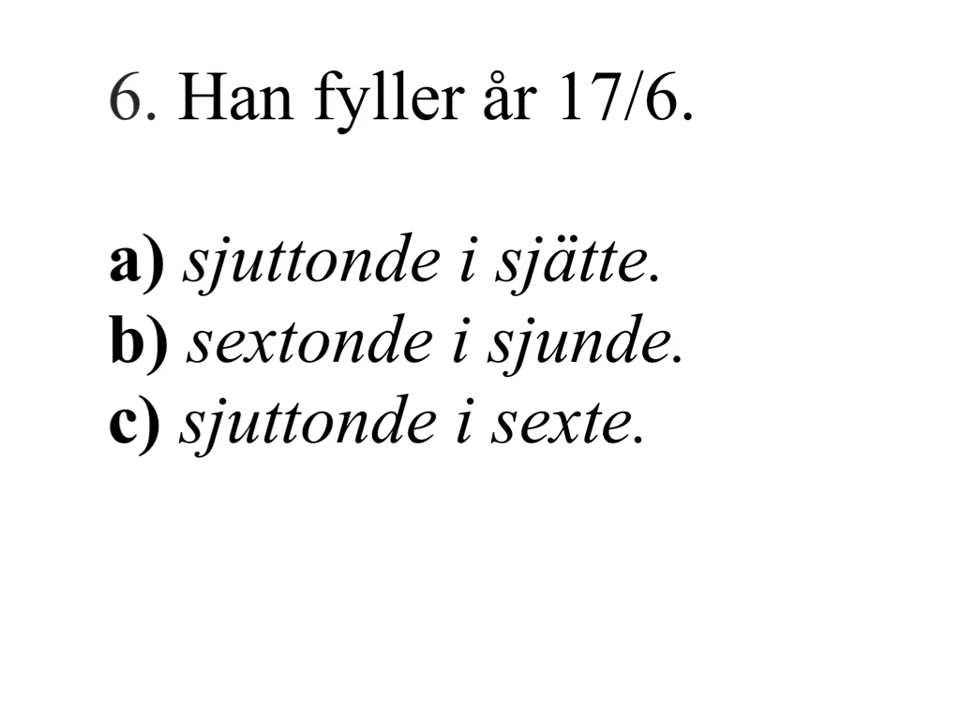 6. Han fyller år 17/6.
a) sjuttonde i sjätte.
b) sextonde i sjunde.
c) sjuttonde i sexte.